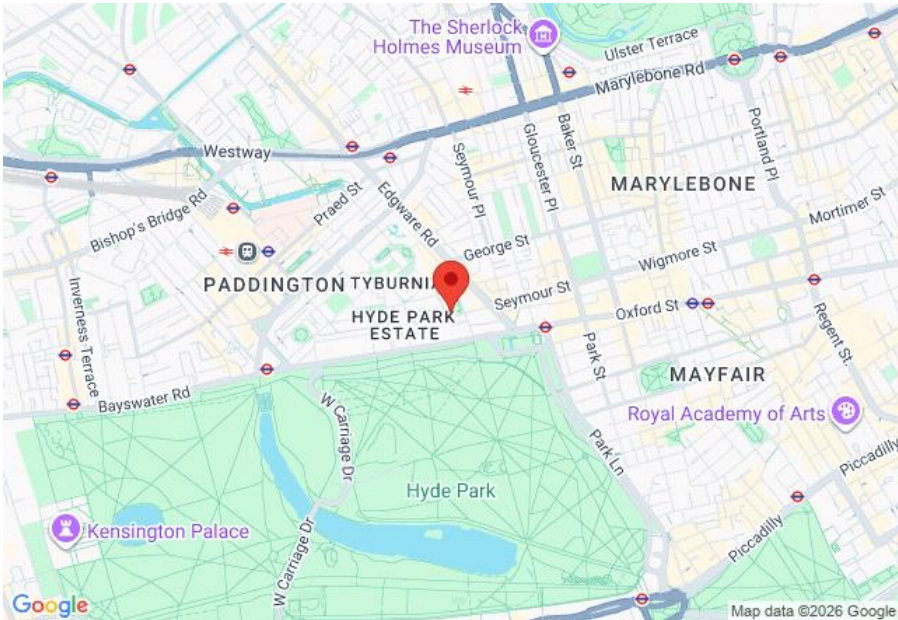 The Sherlock
Holmes Museum
Ulster Terrace
Marylebone Rd
Westway
Bishop's Bridge Rd
Praed St
Edgware Rd
Seymour Pl
Gloucester Pl
Baker St
Portland Pl
MARYLEBONE
Mortimer St
George St
Wigmore St
PADDINGTON
TYBURNI
Seymour St
Oxford St
HYDE PARK
ESTATE
Inverness Terrace
Regent St.
Park St
MAYFAIR
Bayswater Rd
W Carriage Dr
Royal Academy of Arts
Park Ln
Piccadilly
Hyde Park
Kensington Palace
W Carriage Dr
Piccadilly
Google
Map data ©2026 Google